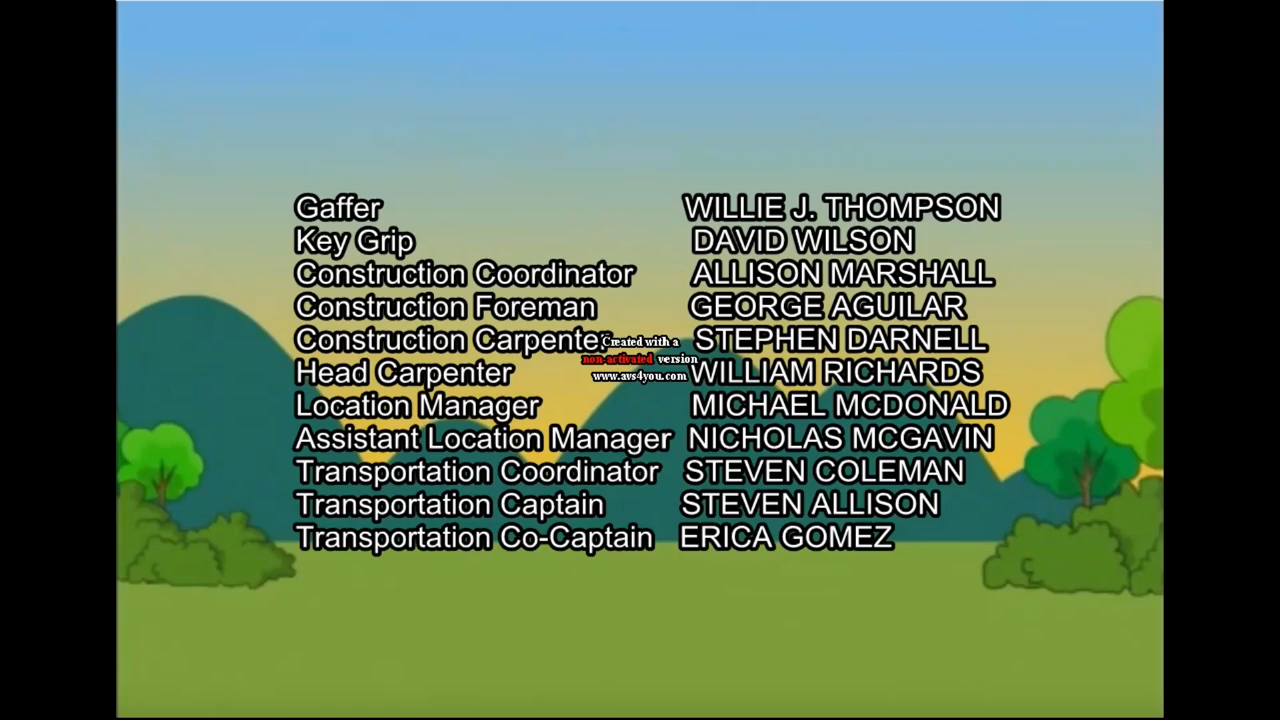 Gaffer WILLIE J. THOMPSON
Key Grip DAVID WILSON
Construction Coordinator ALLISON MARSHALL
Construction Foreman GEORGE AGUILAR
Construction Carpenter STEPHEN DARNELL
Created with a
non-activated version
www.avs4you.com
Head Carpenter WILLIAM RICHARDS
Location Manager MICHAEL MCDONALD
Assistant Location Manager NICHOLAS MCGAVIN
Transportation Coordinator STEVEN COLEMAN
Transportation Captain STEVEN ALLISON
Transportation Co-Captain ERICA GOMEZ